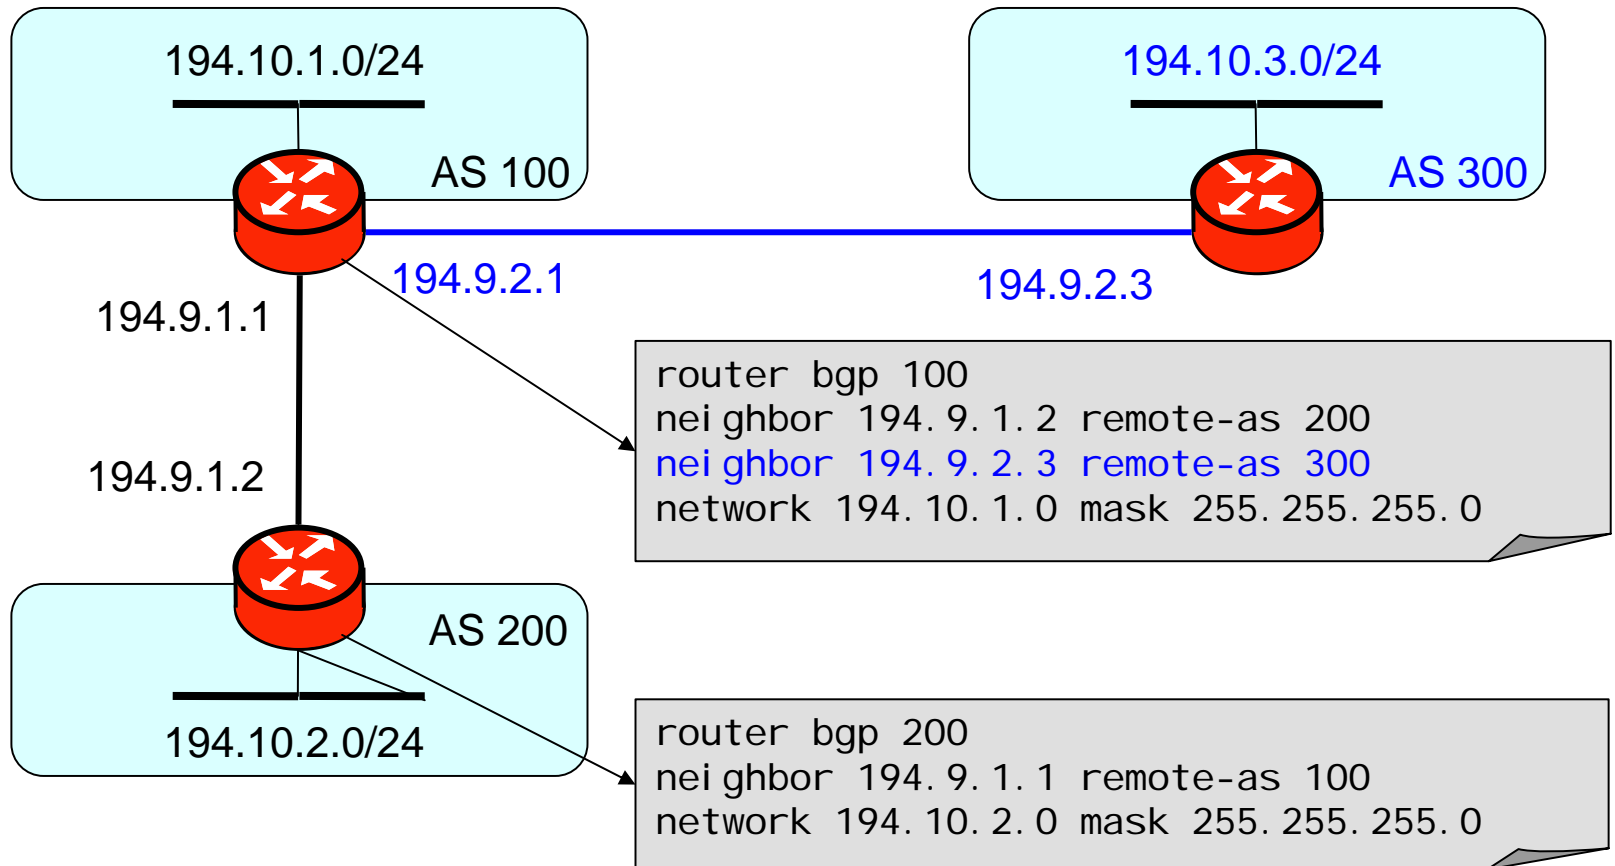 194.10.1.0/24
AS 100
194.10.3.0/24
AS 300
194.9.2.1
194.9.2.3
194.9.1.1
194.9.1.2
router bgp 100
neighbor 194.9.1.2 remote-as 200
neighbor 194.9.2.3 remote-as 300
network 194.10.1.0 mask 255.255.255.0
AS 200
194.10.2.0/24
router bgp 200
neighbor 194.9.1.1 remote-as 100
network 194.10.2.0 mask 255.255.255.0